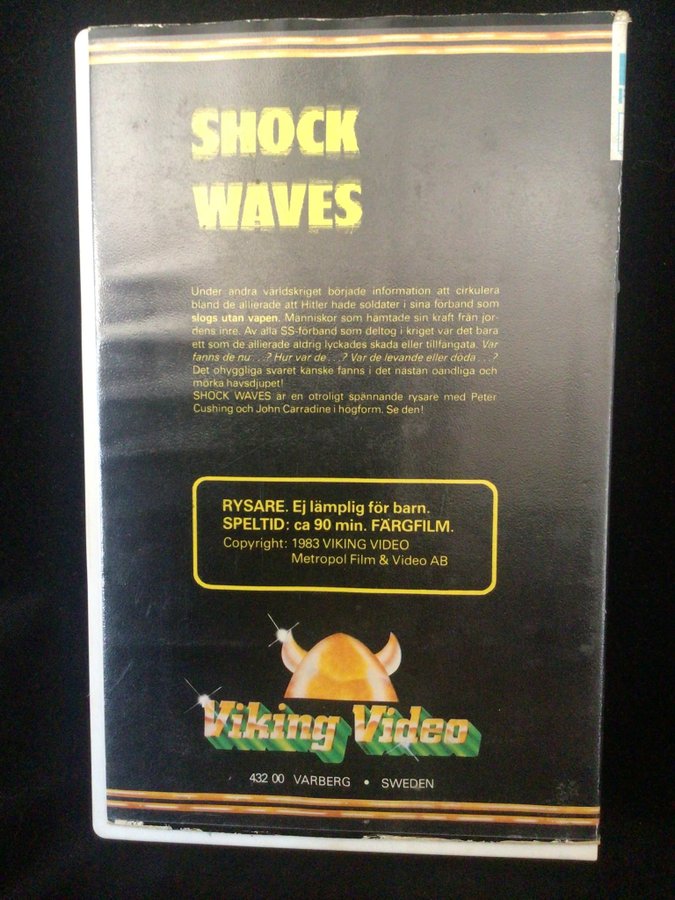 SHOCK
WAVES
Under andra världskriget började information att cirkulera
bland de allierade att Hitler hade soldater i sina förband som
slogs utan vapen. Människor som hämtade sin kraft från jor-
dens inre. Av alla SS-förband som deltog i kriget var det bara
ett som de allierade aldrig lyckades skada eller tillfångata. Var
fanns de nu . . .? Hur var de . . .? Var de levande eller döda . . .?
Det ohyggliga svaret kanske fanns i det nästan oändliga och
mörka havsdjupet!
SHOCK WAVES är en otroligt spännande rysare med Peter
Cushing och John Carradine i högform. Se den!
RYSARE. Ej lämplig för barn.
SPELTID: ca 90 min. FÄRGFILM.
Copyright: 1983 VIKING VIDEO
Metropol Film & Video AB
Viking Video
432 00 VARBERG • SWEDEN